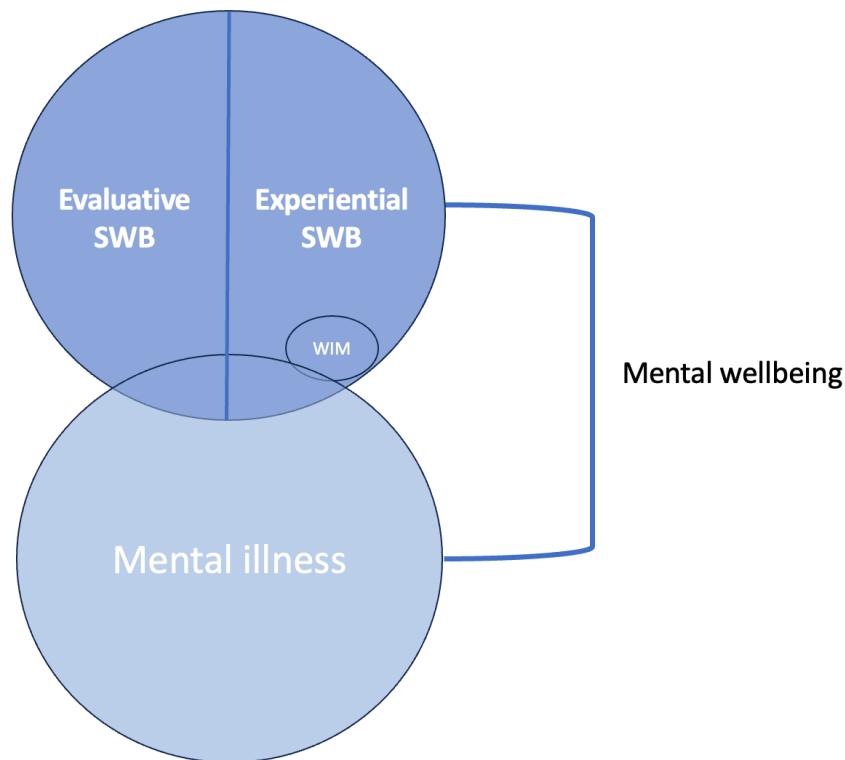 Evaluative
SWB
Experiential
SWB
WIM
Mental wellbeing
Mental illness